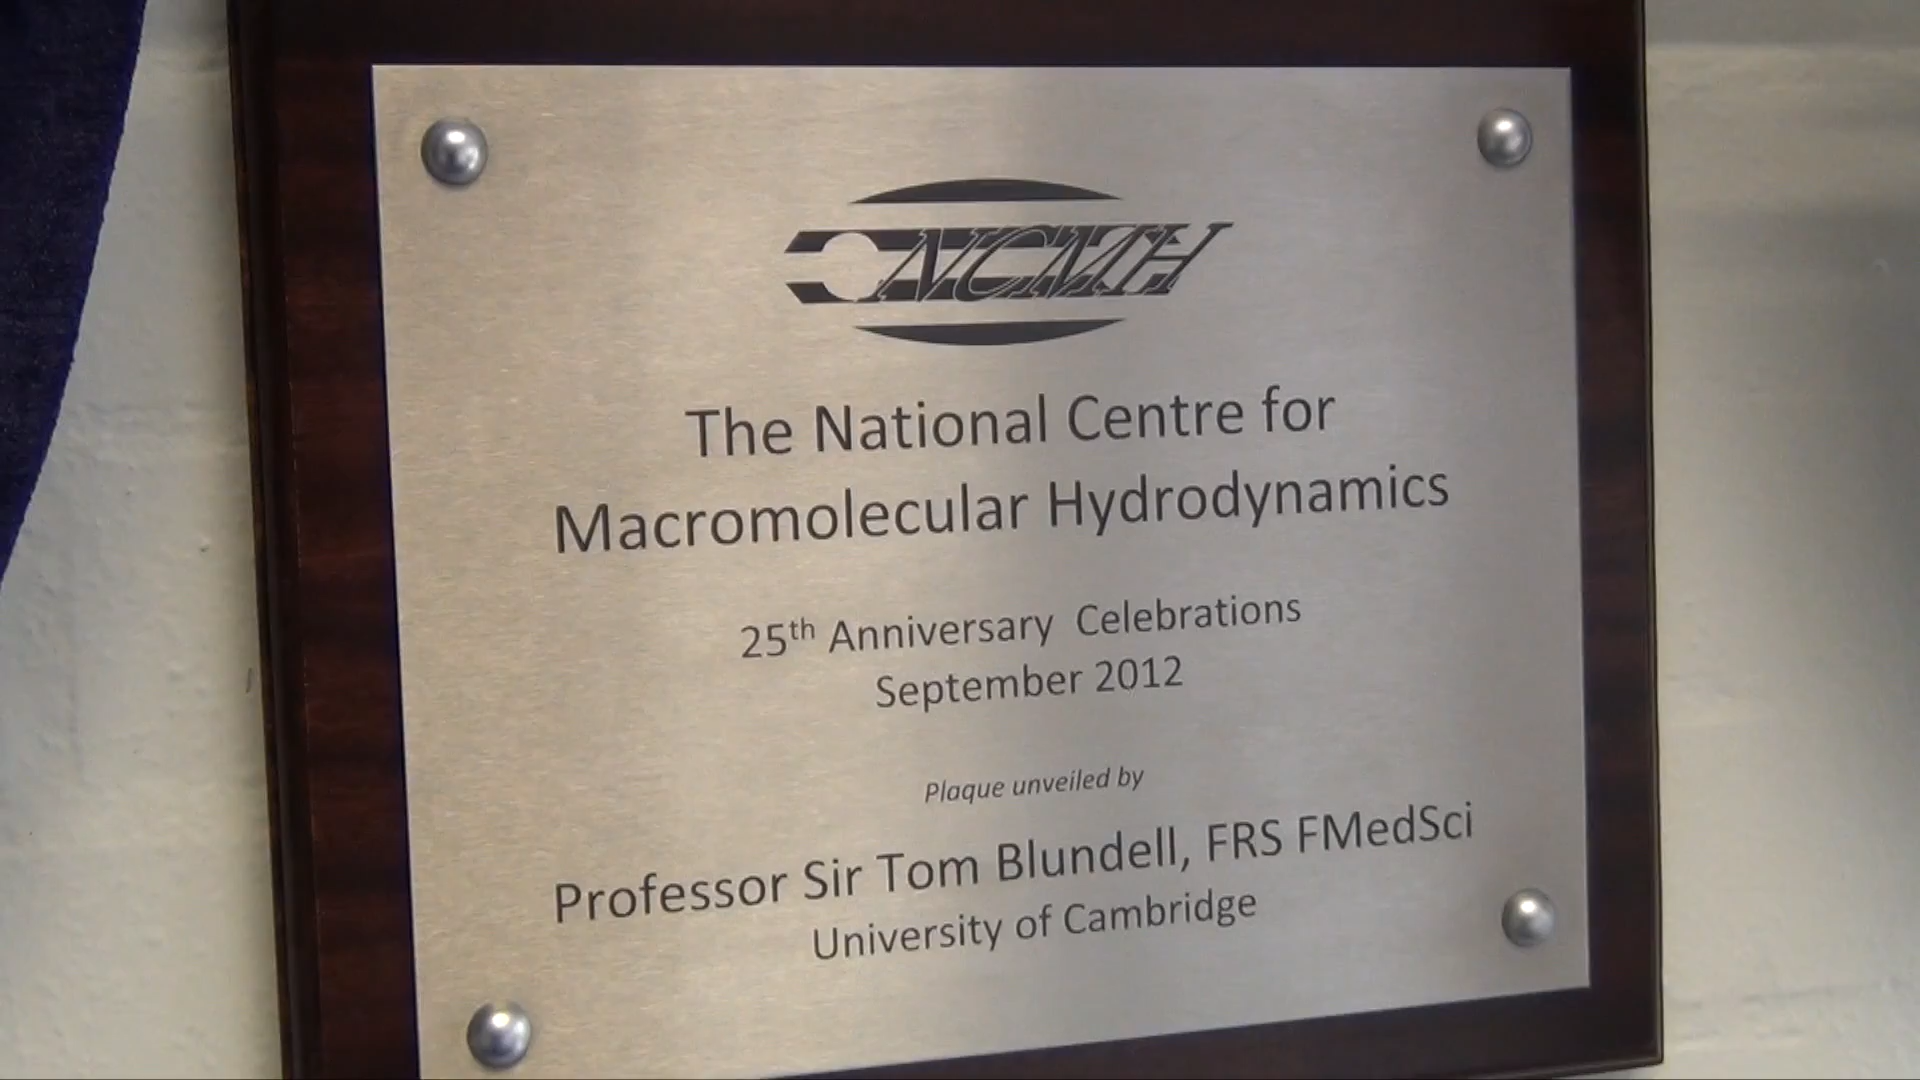 NCMH
The National Centre for
Macromolecular Hydrodynamics
25th Anniversary Celebrations
September 2012
Plaque unveiled by
Professor Sir Tom Blundell, FRS FMedSci
University of Cambridge